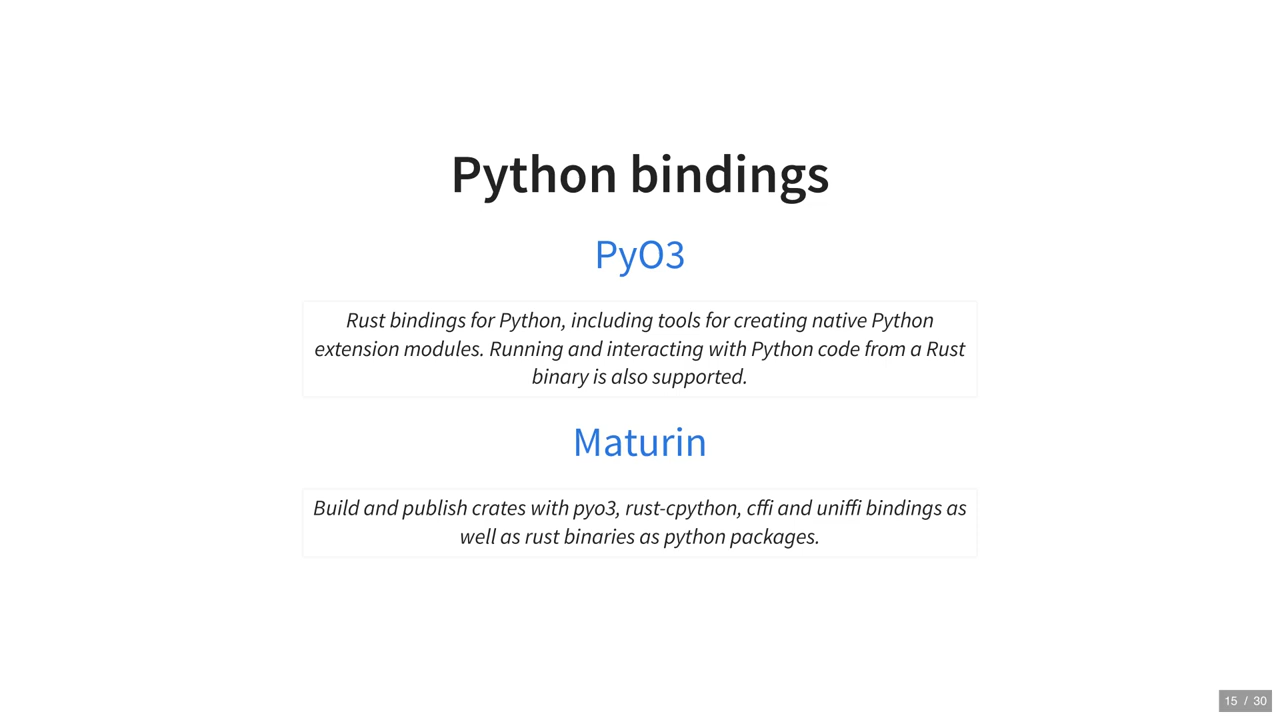 Python bindings
PyO3
Rust bindings for Python, including tools for creating native Python
extension modules. Running and interacting with Python code from a Rust
binary is also supported.
Maturin
Build and publish crates with pyo3, rust-cpython, cffi and uniffi bindings as
well as rust binaries as python packages.
15 / 30